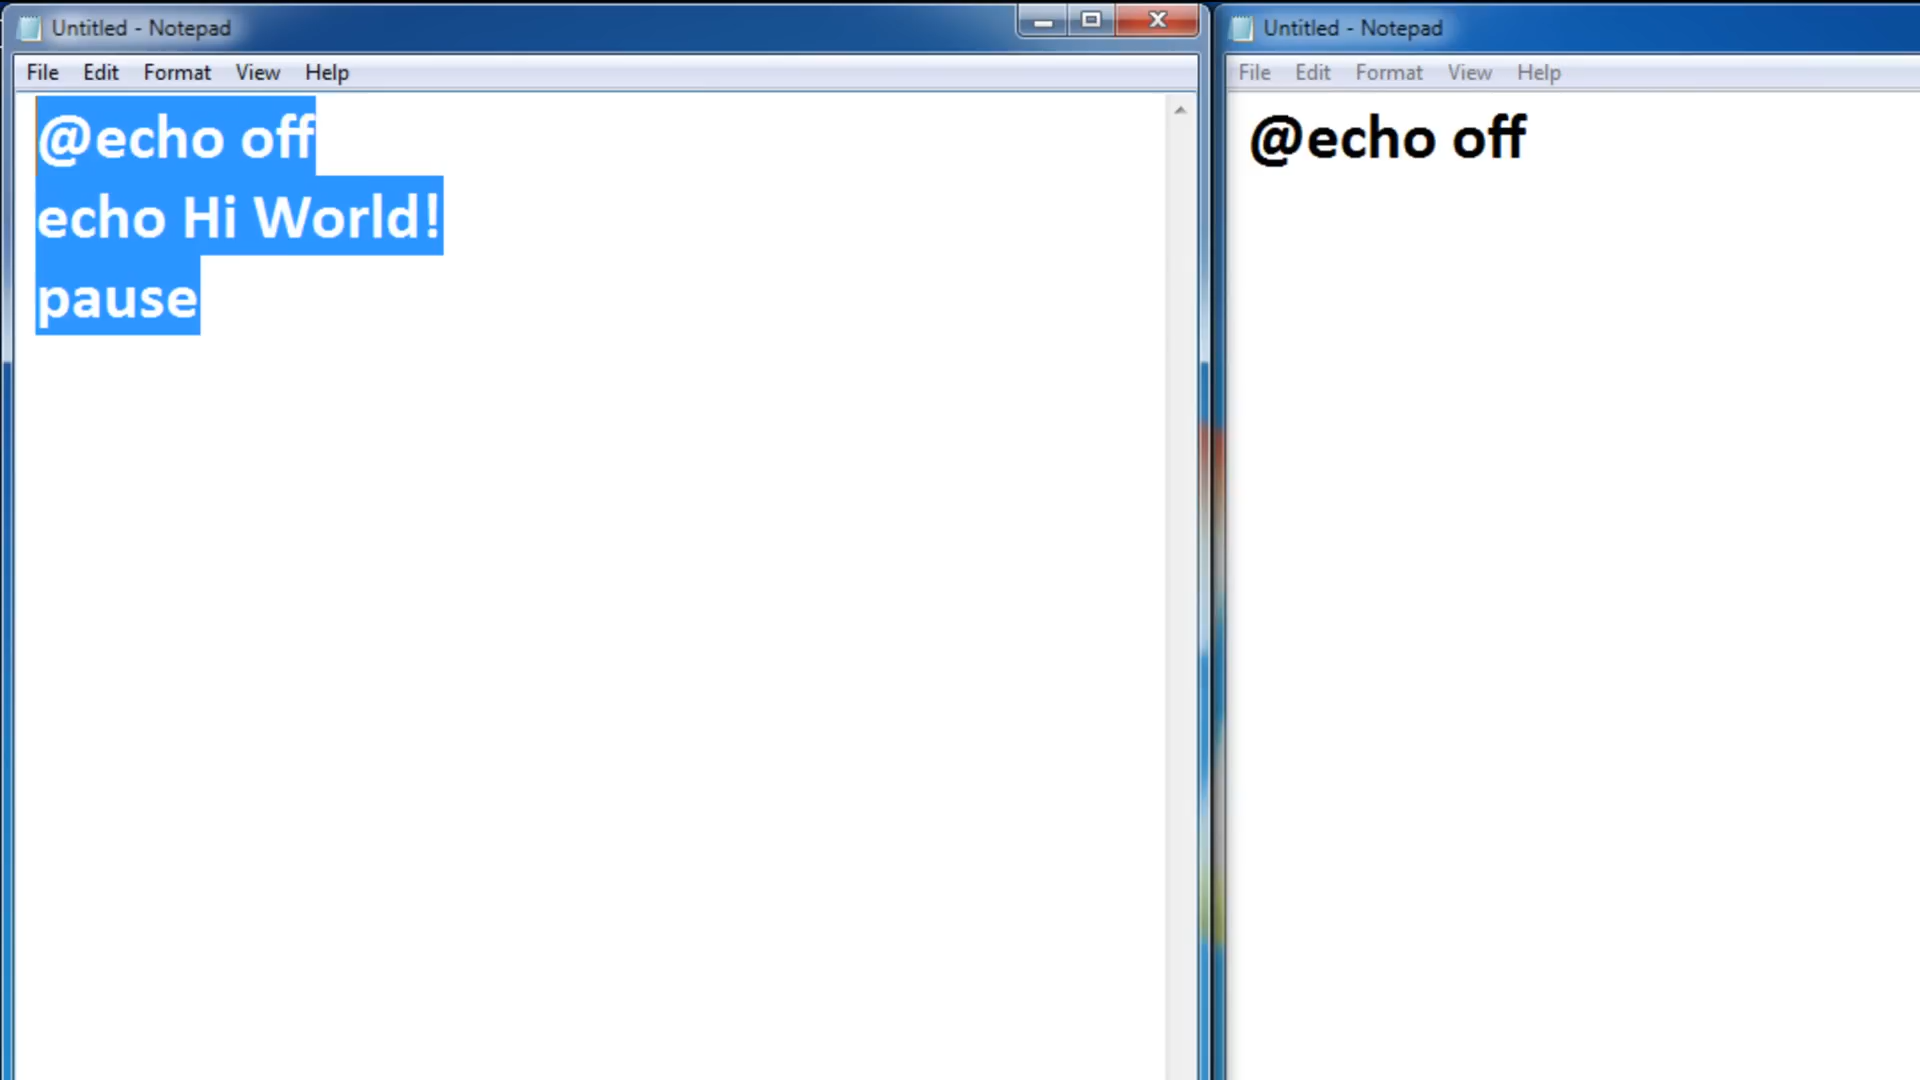 Untitled - Notepad
File Edit Format View Help
@echo off
echo Hi World!
pause
Untitled - Notepad
File Edit Format View Help
@echo off